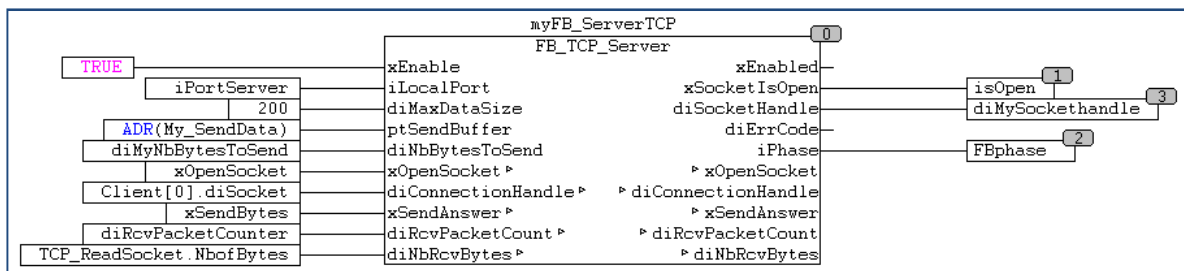 myFB_ServerTCP
0
FB_TCP_Server
TRUE xEnable xEnabled
1
iPortServer iLocalPort xSocketIsOpen isOpen
3
200 diMaxDataSize diSocketHandle diMySockethandle
ADR(My_SendData) ptSendBuffer diErrCode
2
diMyNbBytesToSend diNbBytesToSend iPhase FBphase
xOpenSocket xOpenSocket▹ ▹xOpenSocket
Client[0].diSocket diConnectionHandle▹ ▹diConnectionHandle
xSendBytes xSendAnswer▹ ▹xSendAnswer
diRcvPacketCounter diRcvPacketCount▹ ▹diRcvPacketCount
TCP_ReadSocket.NbofBytes diNbRcvBytes▹ ▹diNbRcvBytes